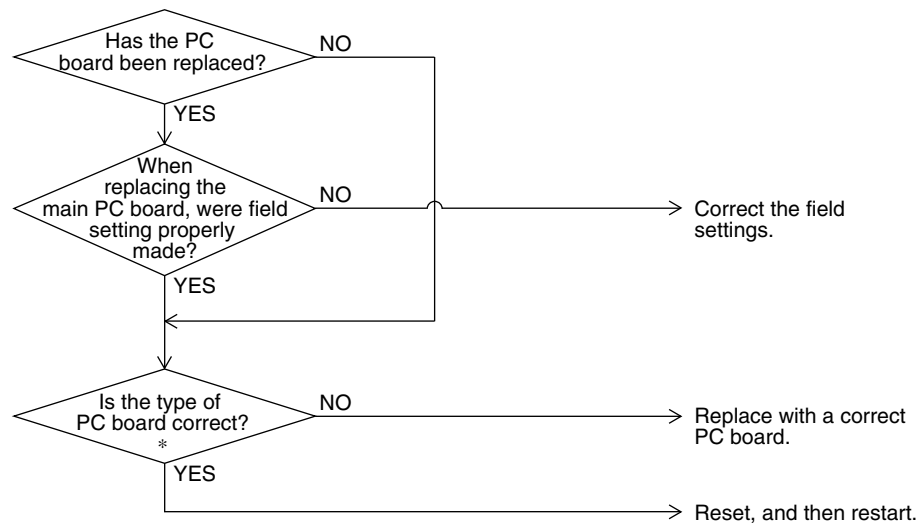 Has the PC
board been replaced?
NO
YES
When
replacing the
main PC board, were field
setting properly
made?
NO
Correct the field
settings.
YES
Is the type of
PC board correct?
*
NO
Replace with a correct
PC board.
YES
Reset, and then restart.